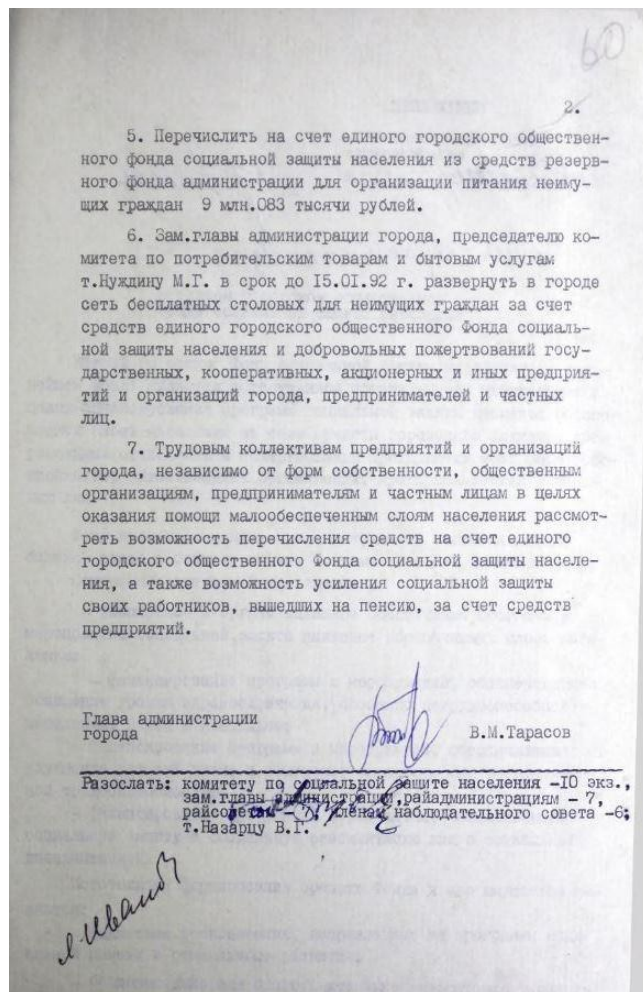 60
2.
5. Перечислить на счет единого городского обществен-
ного фонда социальной защиты населения из средств резерв-
ного фонда администрации для организации питания неиму-
щих граждан 9 млн.083 тысячи рублей.
6. Зам.главы администрации города, председателю ко-
митета по потребительским товарам и бытовым услугам
т.Нуждину М.Г. в срок до 15.01.92 г. развернуть в городе
сеть бесплатных столовых для неимущих граждан за счет
средств единого городского общественного Фонда социаль-
ной защиты населения и добровольных пожертвований госу-
дарственных, кооперативных, акционерных и иных предприя-
тий и организаций города, предпринимателей и частных
лиц.
7. Трудовым коллективам предприятий и организаций
города, независимо от форм собственности, общественным
организациям, предпринимателям и частным лицам в целях
оказания помощи малообеспеченным слоям населения рассмот-
реть возможность перечисления средств на счет единого
городского общественного Фонда социальной защиты населе-
ния, а также возможность усиления социальной защиты
своих работников, вышедших на пенсию, за счет средств
предприятий.
Глава администрации
города В.М.Тарасов
Разослать: комитету по социальной защите населения -10 экз.,
зам.главы администрации,райадминистрациям - 7,
райсоветам - 7, членам наблюдательного совета -6;
т.Назарцу В.Г.